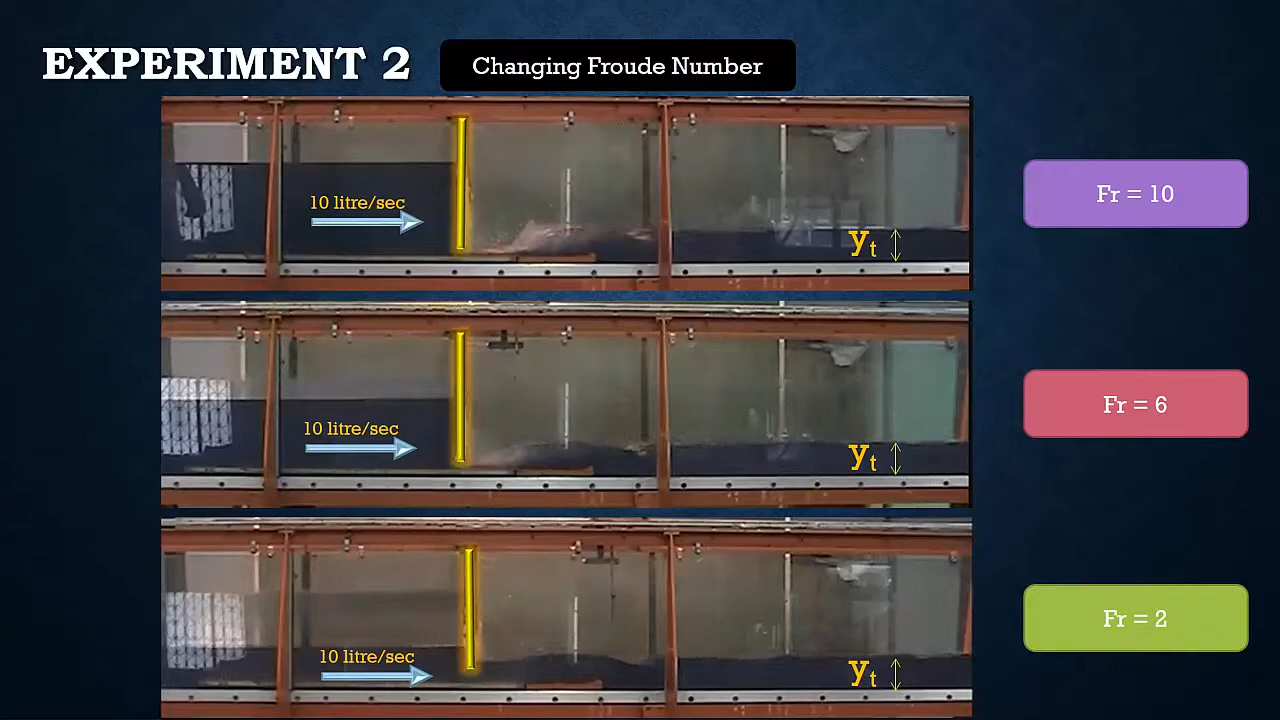 EXPERIMENT 2
Changing Froude Number
10 litre/sec
yt
Fr = 10
10 litre/sec
yt
Fr = 6
10 litre/sec
yt
Fr = 2